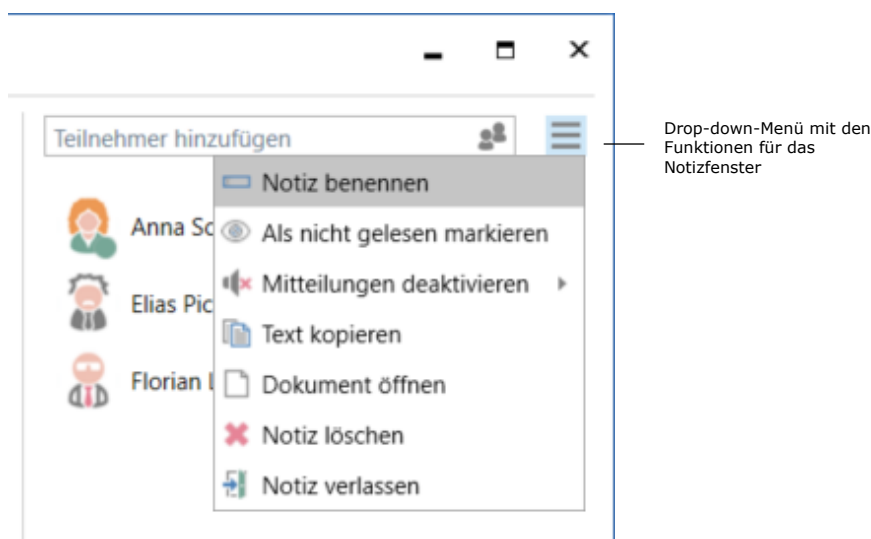 Teilnehmer hinzufügen
Drop-down-Menü mit den
Funktionen für das
Notizfenster
Notiz benennen
Anna Sc
Als nicht gelesen markieren
Mitteilungen deaktivieren
Elias Pic
Text kopieren
Florian
Dokument öffnen
Notiz löschen
Notiz verlassen